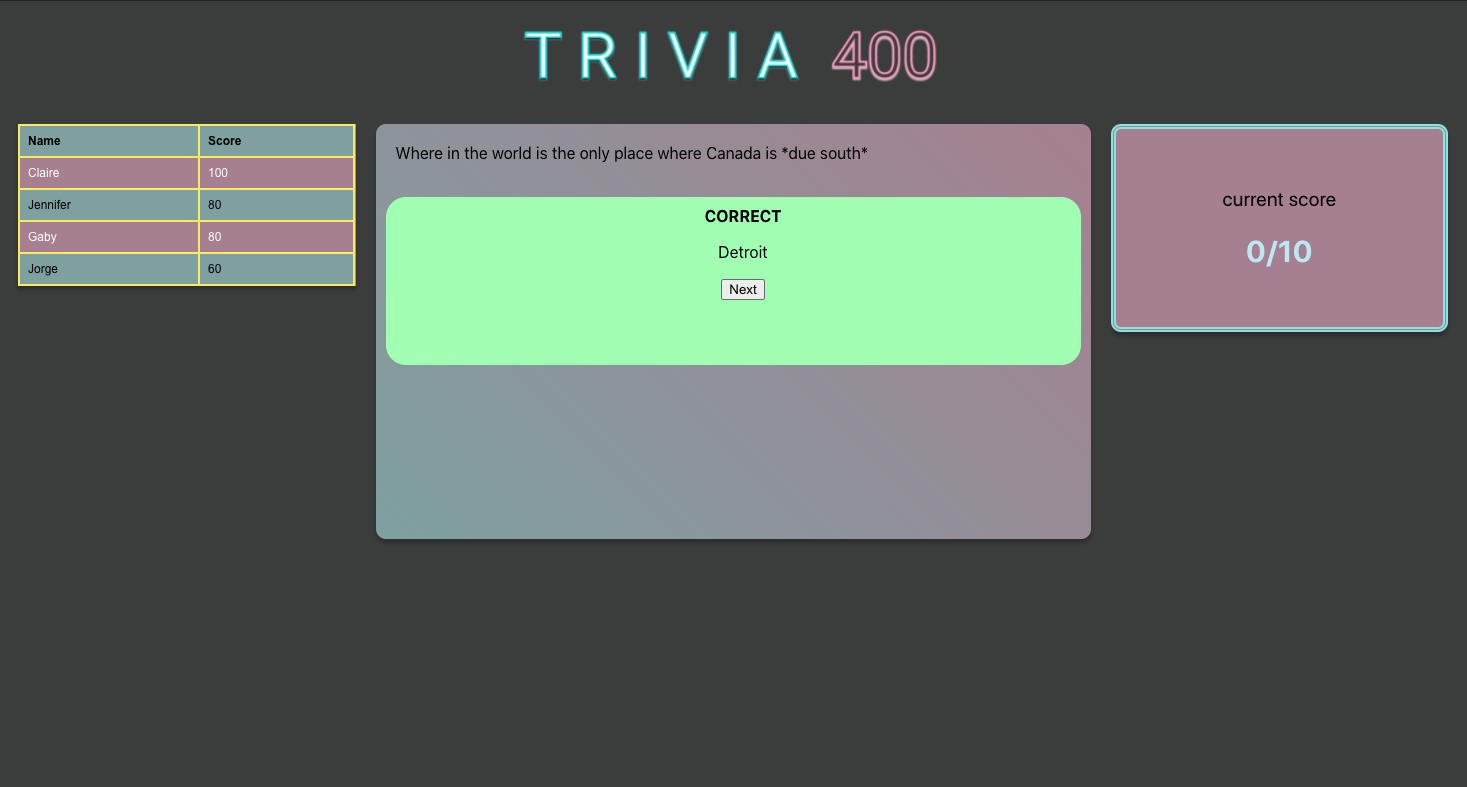 TRIVIA 400
Name Score
Claire 100
Jennifer 80
Gaby 80
Jorge 60
Where in the world is the only place where Canada is *due south*
CORRECT
Detroit
Next
current score
0/10